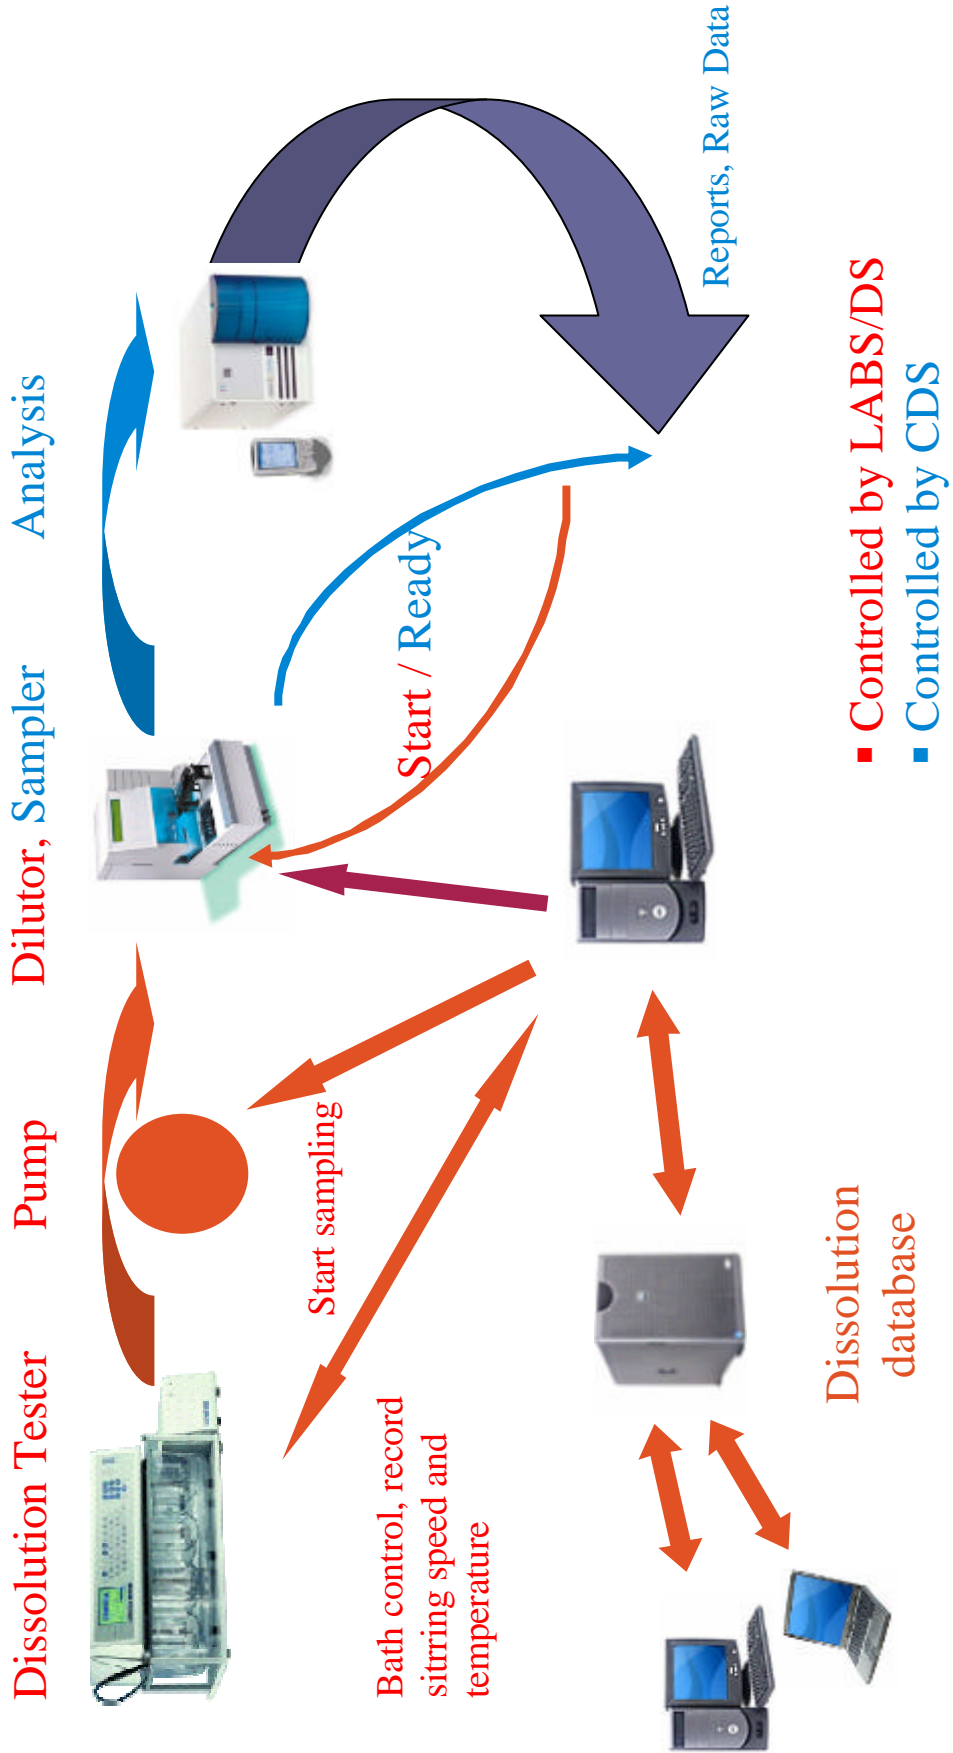 Dissolution Tester
Pump
Dilutor, Sampler
Analysis
Start sampling
Start / Ready
Bath control, record
sitrring speed and
temperature
Reports, Raw Data
Dissolution
database
Controlled by LABS/DS
Controlled by CDS